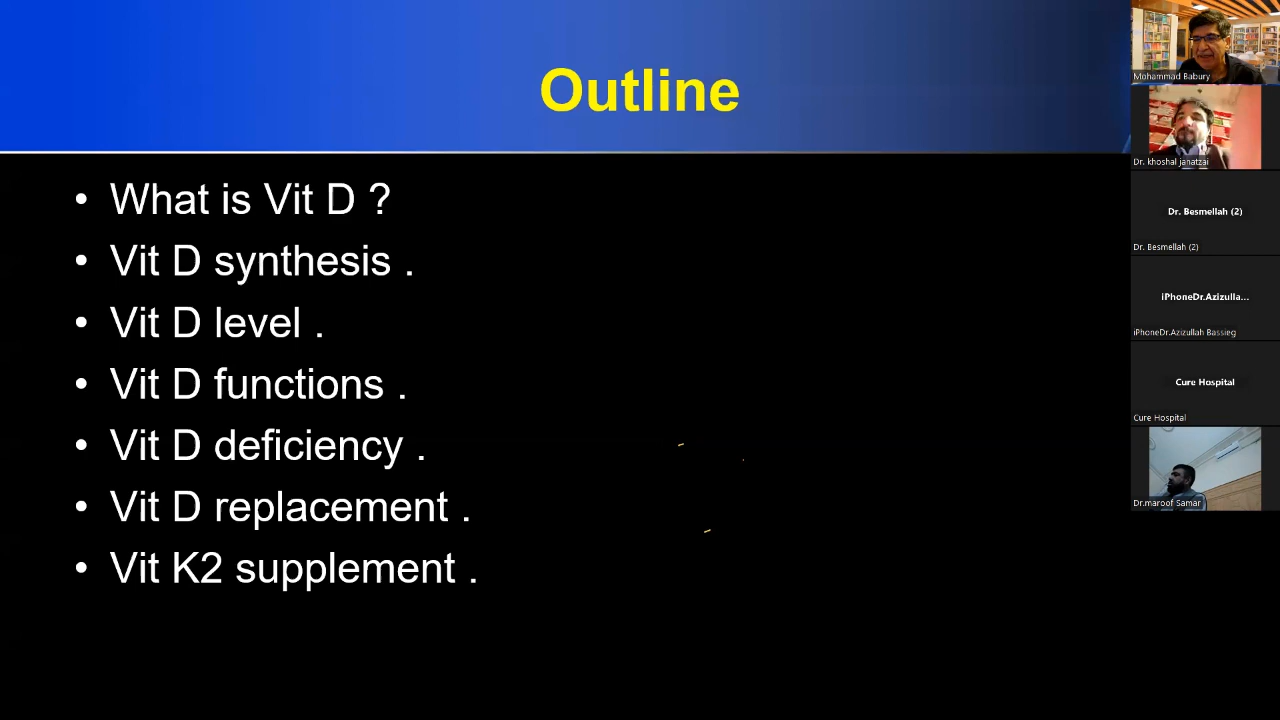 Outline
• What is Vit D ?
• Vit D synthesis .
• Vit D level .
• Vit D functions .
• Vit D deficiency .
• Vit D replacement .
• Vit K2 supplement .
Mohammad Babury
Dr. khoshal janatzai
Dr. Besmellah (2)
Dr. Besmellah (2)
iPhoneDr.Azizulla...
iPhoneDr.Azizullah Bassieg
Cure Hospital
Cure Hospital
Dr.maroof Samar